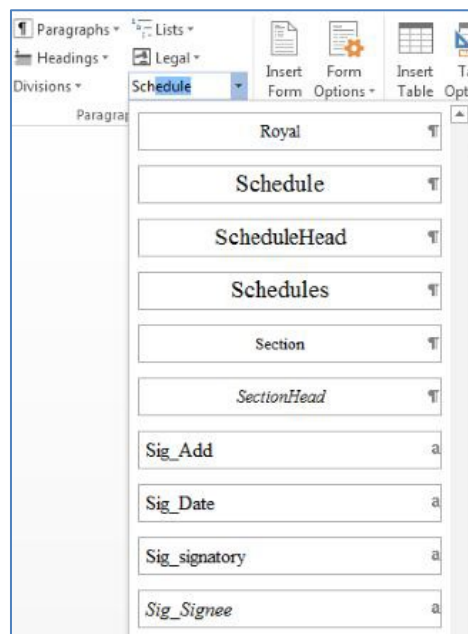 ¶ Paragraphs
Lists
Headings
Legal
Divisions
Schedule
Insert Form
Form Options
Insert Table
Paragra
Royal ¶
Schedule ¶
ScheduleHead ¶
Schedules ¶
Section ¶
SectionHead ¶
Sig_Add a
Sig_Date a
Sig_signatory a
Sig_Signee a